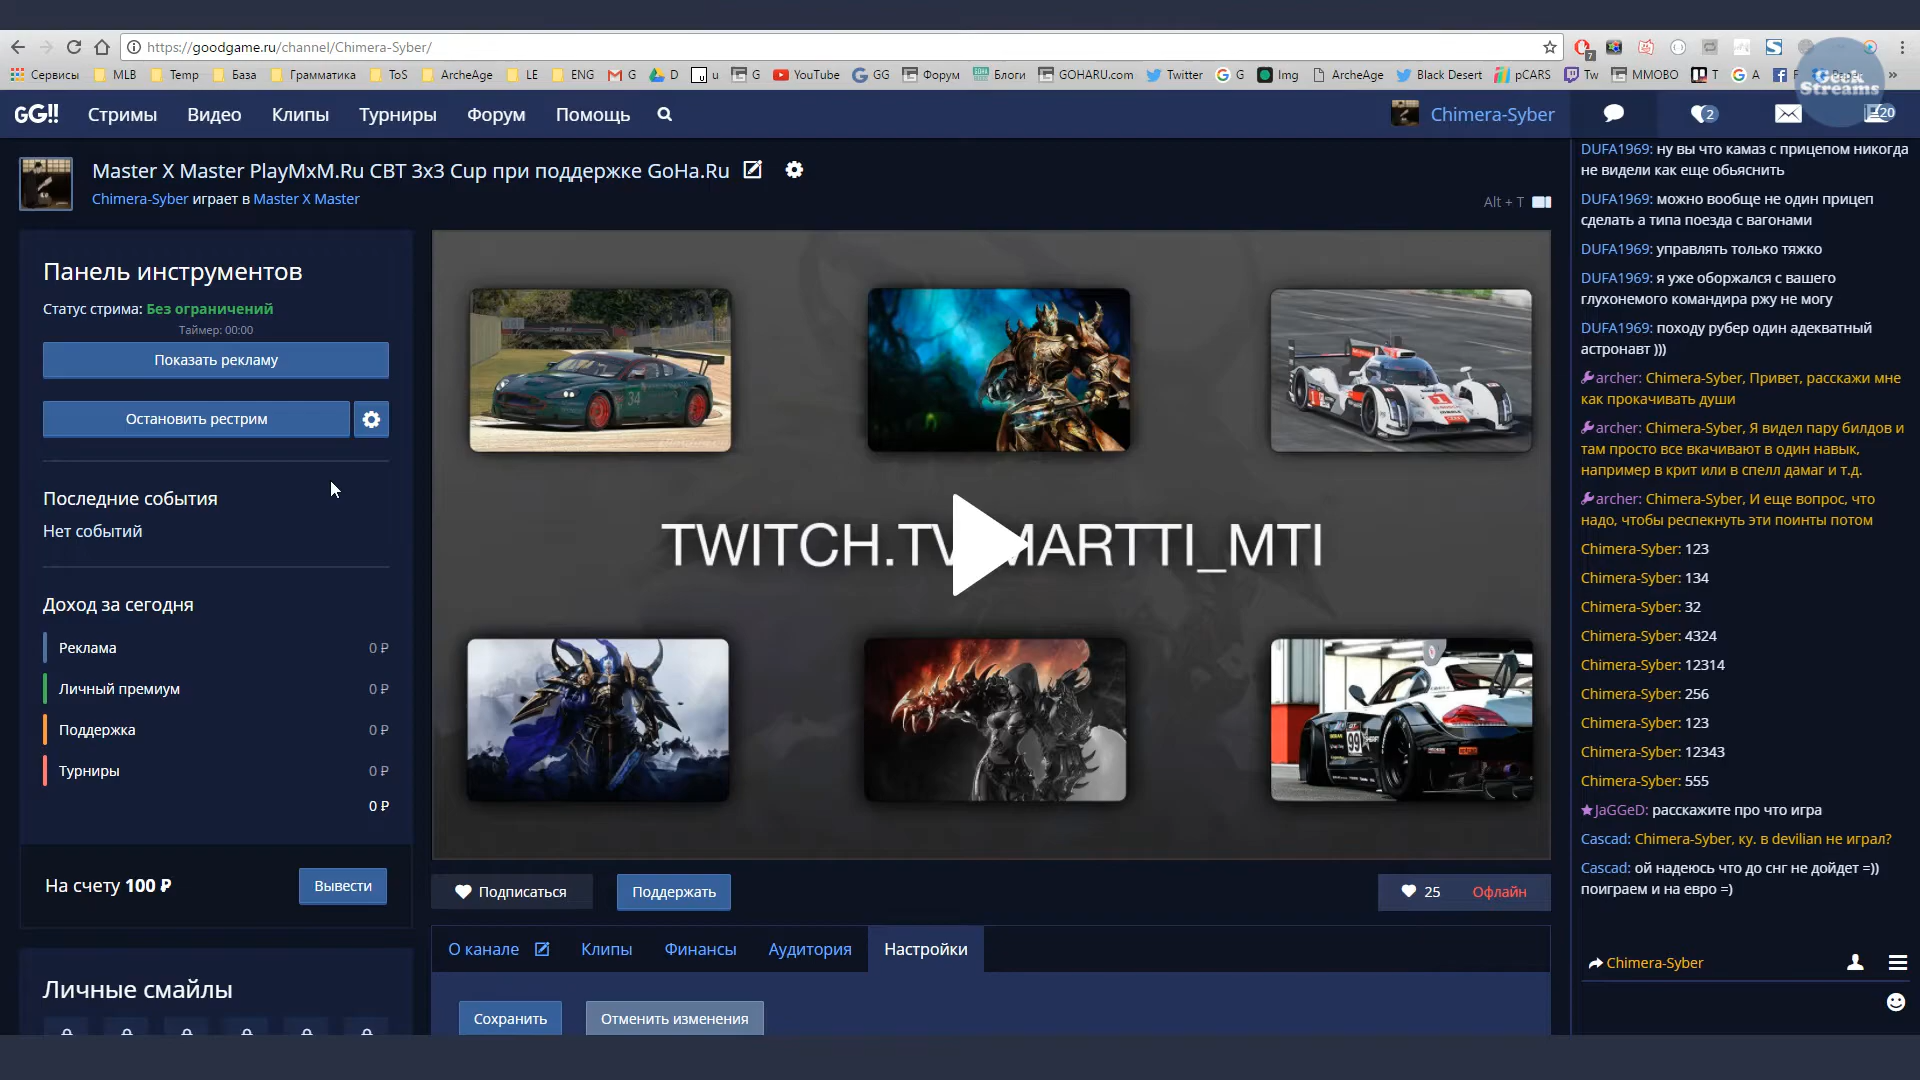 https://goodgame.ru/channel/Chimera-Syber/
7
Сервисы MLB Temp База Грамматика ToS ArcheAge LE ENG G D u G YouTube GG Форум Блоги GOHARU.com Twitter G Img ArcheAge Black Desert pCARS Tw MMOBO T A »
Geek
Streams
GG!! Стримы Видео Клипы Турниры Форум Помощь Chimera-Syber 2 20
Master X Master PlayMxM.Ru CBT 3x3 Cup при поддержке GoHa.Ru
Chimera-Syber играет в Master X Master
Alt + T
Панель инструментов
Статус стрима: Без ограничений
Таймер: 00:00
Показать рекламу
Остановить рестрим
Последние события
Нет событий
Доход за сегодня
Реклама 0 ₽
Личный премиум 0 ₽
Поддержка 0 ₽
Турниры 0 ₽
0 ₽
На счету 100 ₽ Вывести
Личные смайлы
34
1
TWITCH.TV MARTTI_MTI
99
Подписаться Поддержать 25 Офлайн
О канале Клипы Финансы Аудитория Настройки
Сохранить Отменить изменения
DUFA1969: ну вы что камаз с прицепом никогда
не видели как еще обьяснить
DUFA1969: можно вообще не один прицеп
сделать а типа поезда с вагонами
DUFA1969: управлять только тяжко
DUFA1969: я уже оборжался с вашего
глухонемого командира ржу не могу
DUFA1969: походу рубер один адекватный
астронавт )))
archer: Chimera-Syber, Привет, расскажи мне
как прокачивать души
archer: Chimera-Syber, Я видел пару билдов и
там просто все вкачивают в один навык,
например в крит или в спелл дамаг и т.д.
archer: Chimera-Syber, И еще вопрос, что
надо, чтобы респекнуть эти поинты потом
Chimera-Syber: 123
Chimera-Syber: 134
Chimera-Syber: 32
Chimera-Syber: 4324
Chimera-Syber: 12314
Chimera-Syber: 256
Chimera-Syber: 123
Chimera-Syber: 12343
Chimera-Syber: 555
JaGGeD: расскажите про что игра
Cascad: Chimera-Syber, ку. в devilian не играл?
Cascad: ой надеюсь что до снг не дойдет =))
поиграем и на евро =)
Chimera-Syber